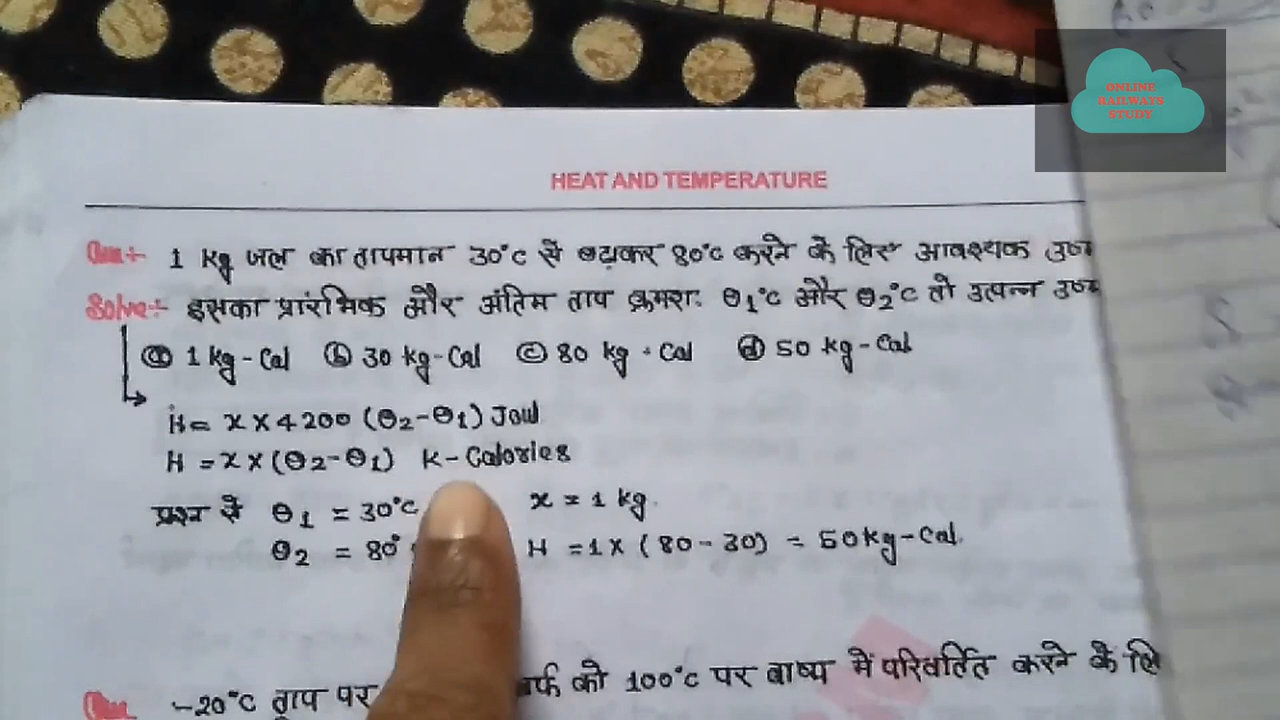 ONLINE
RAILWAYS
STUDY
HEAT AND TEMPERATURE
Que:- 1 kg जल का तापमान 30°C से बढ़ाकर 80°C करने के लिए आवश्यक
Solve:- इसका प्रारंभिक और अंतिम ताप क्रमश: θ1°C और θ2°C तो उत्पन्न
(a) 1 kg-Cal (b) 30 kg-Cal (c) 80 kg-Cal (d) 50 kg-Cal
H = x×4200 (θ2-θ1) Joul
H = x×(θ2-θ1) K-Calories
प्रश्न से θ1 = 30°C x = 1 kg.
θ2 = 80° H = 1×(80-30) = 50kg-Cal.
Que -20°C ताप पर को 100°C पर वाष्प में परिवर्तित करने के